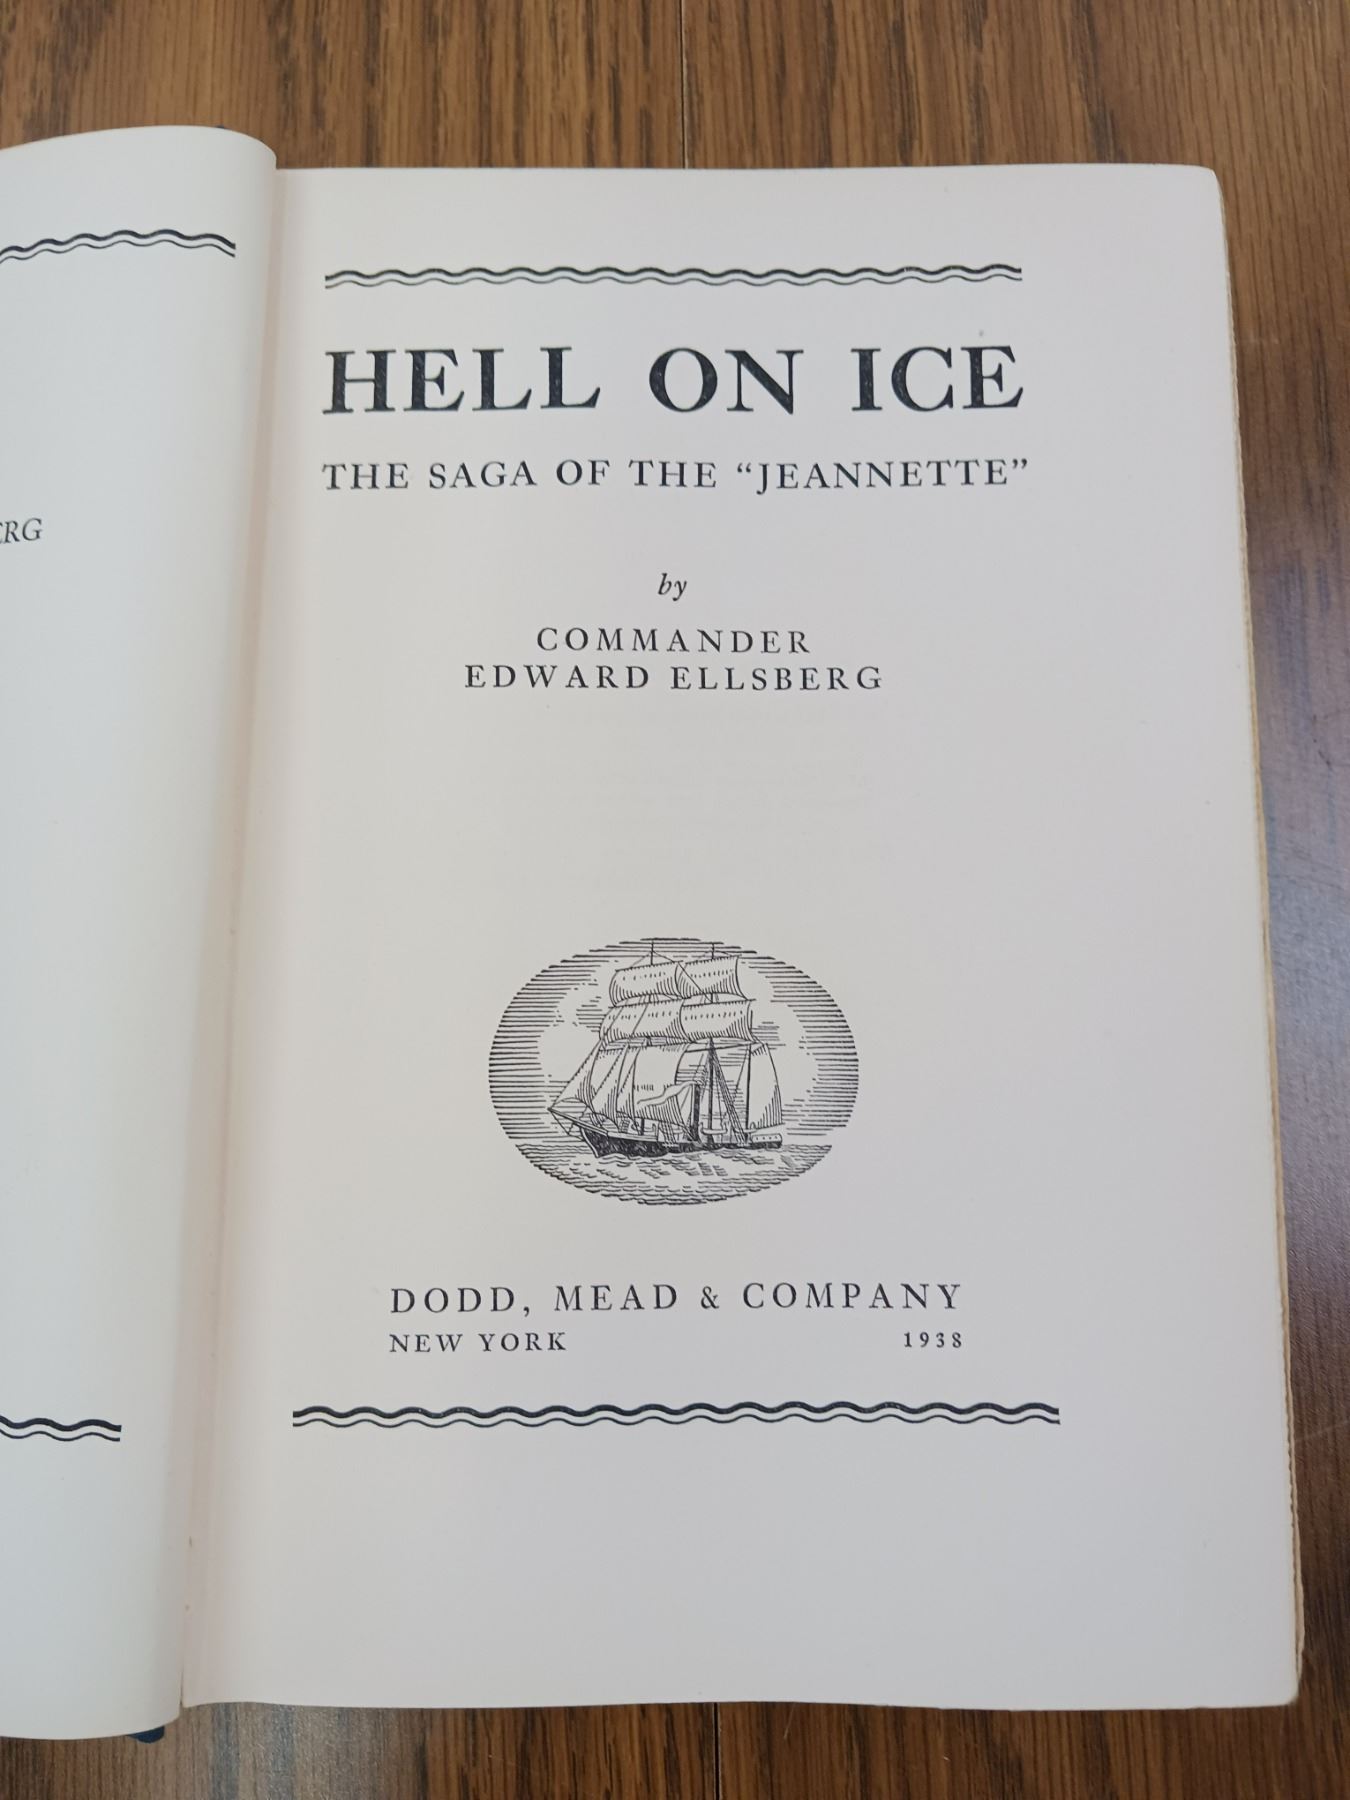 HELL ON ICE
THE SAGA OF THE “JEANNETTE”
by
COMMANDER
EDWARD ELLSBERG
DODD, MEAD & COMPANY
NEW YORK 1938